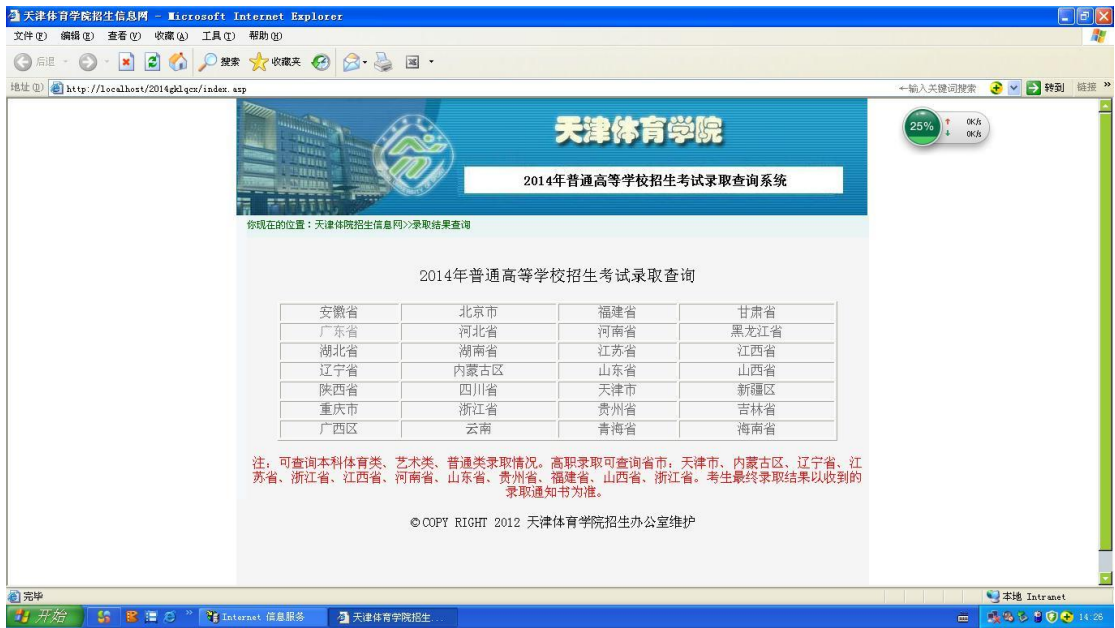 天津体育学院招生信息网 - Microsoft Internet Explorer
文件(F) 编辑(E) 查看(V) 收藏(A) 工具(T) 帮助(H)
后退 搜索 收藏夹
地址(D) http://localhost/2014gklqcx/index.asp ←输入关键词搜索 转到 链接 »
天津体育学院
25% 0K/s
0K/s
2014年普通高等学校招生考试录取查询系统
你现在的位置：天津体院招生信息网>>录取结果查询
2014年普通高等学校招生考试录取查询
安徽省 北京市 福建省 甘肃省
广东省 河北省 河南省 黑龙江省
湖北省 湖南省 江苏省 江西省
辽宁省 内蒙古区 山东省 山西省
陕西省 四川省 天津市 新疆区
重庆市 浙江省 贵州省 吉林省
广西区 云南 青海省 海南省
注：可查询本科体育类、艺术类、普通类录取情况。高职录取可查询省市：天津市、内蒙古区、辽宁省、江
苏省、浙江省、江西省、河南省、山东省、贵州省、福建省、山西省、浙江省。考生最终录取结果以收到的
录取通知书为准。
©COPY RIGHT 2012 天津体育学院招生办公室维护
完毕 本地 Intranet
开始 » Internet 信息服务 天津体育学院招生... 14:26